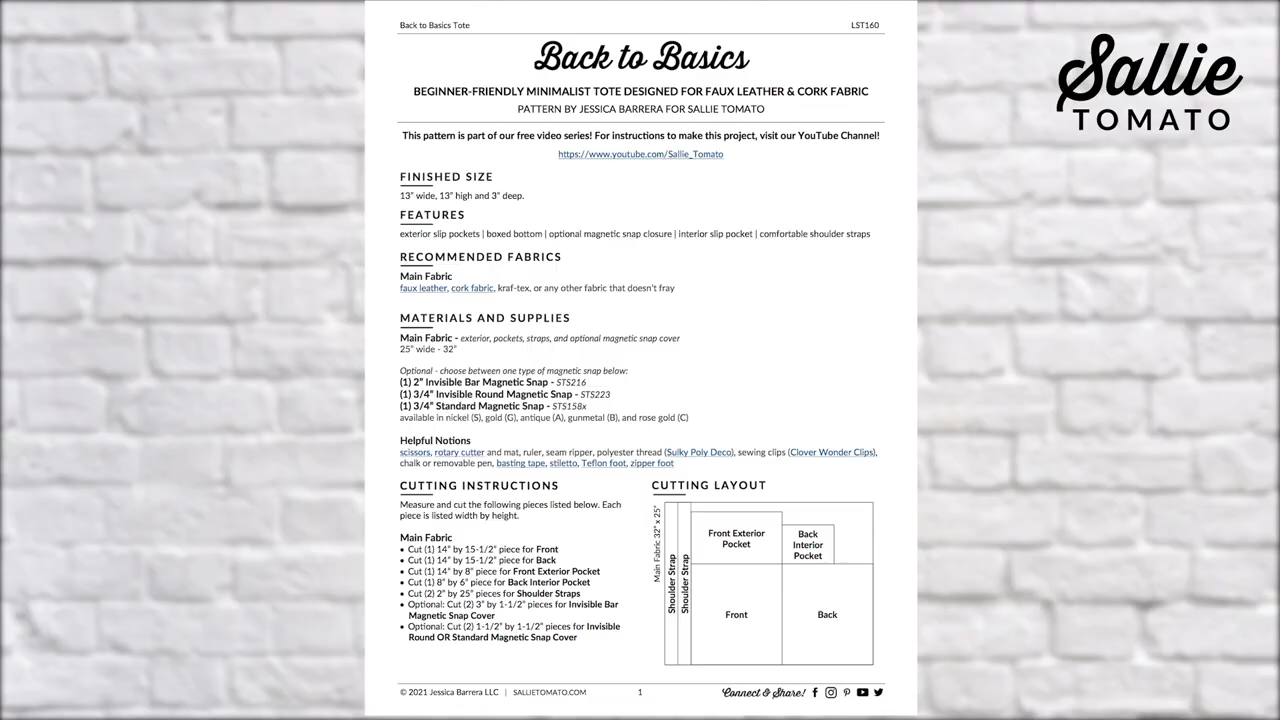 Back to Basics Tote
LST160
Back to Basics
BEGINNER-FRIENDLY MINIMALIST TOTE DESIGNED FOR FAUX LEATHER & CORK FABRIC
PATTERN BY JESSICA BARRERA FOR SALLIE TOMATO
This pattern is part of our free video series! For instructions to make this project, visit our YouTube Channel!
https://www.youtube.com/Sallie_Tomato
FINISHED SIZE
13" wide, 13" high and 3" deep.
FEATURES
exterior slip pockets | boxed bottom | optional magnetic snap closure | interior slip pocket | comfortable shoulder straps
RECOMMENDED FABRICS
Main Fabric
faux leather, cork fabric, kraf-tex, or any other fabric that doesn't fray
MATERIALS AND SUPPLIES
Main Fabric - exterior, pockets, straps, and optional magnetic snap cover
25" wide - 32"
Optional - choose between one type of magnetic snap below:
(1) 2" Invisible Bar Magnetic Snap - STS216
(1) 3/4" Invisible Round Magnetic Snap - STS223
(1) 3/4" Standard Magnetic Snap - STS158x
available in nickel (S), gold (G), antique (A), gunmetal (B), and rose gold (C)
Helpful Notions
scissors, rotary cutter and mat, ruler, seam ripper, polyester thread (Sulky Poly Deco), sewing clips (Clover Wonder Clips),
chalk or removable pen, basting tape, stiletto, Teflon foot, zipper foot
CUTTING INSTRUCTIONS
Measure and cut the following pieces listed below. Each
piece is listed width by height.
Main Fabric
• Cut (1) 14" by 15-1/2" piece for Front
• Cut (1) 14" by 15-1/2" piece for Back
• Cut (1) 14" by 8" piece for Front Exterior Pocket
• Cut (1) 8" by 6" piece for Back Interior Pocket
• Cut (2) 2" by 25" pieces for Shoulder Straps
• Optional: Cut (2) 3" by 1-1/2" pieces for Invisible Bar
Magnetic Snap Cover
• Optional: Cut (2) 1-1/2" by 1-1/2" pieces for Invisible
Round OR Standard Magnetic Snap Cover
CUTTING LAYOUT
Main Fabric 32" x 25"
Shoulder Strap
Shoulder Strap
Front Exterior
Pocket
Back
Interior
Pocket
Front
Back
© 2021 Jessica Barrera LLC | SALLIETOMATO.COM
1
Connect & Share!
Sallie
TOMATO